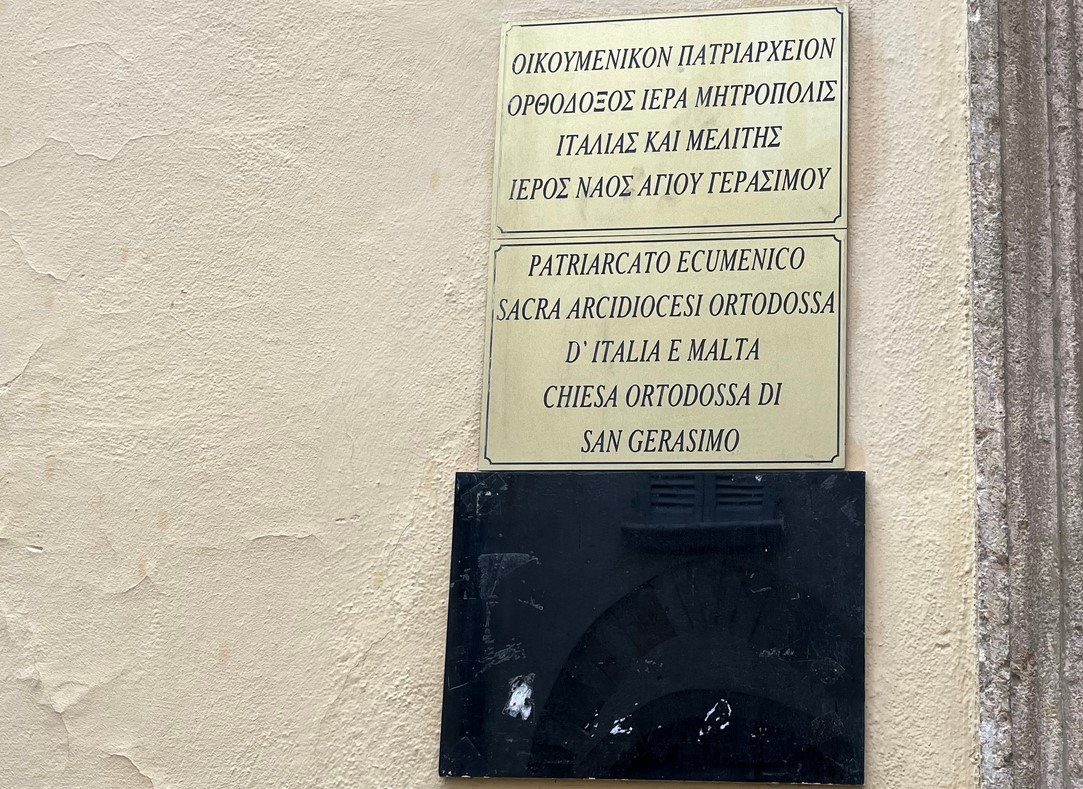 ΟΙΚΟΥΜΕΝΙΚΟΝ ΠΑΤΡΙΑΡΧΕΙΟΝ
ΟΡΘΟΔΟΞΟΣ ΙΕΡΑ ΜΗΤΡΟΠΟΛΙΣ
ΙΤΑΛΙΑΣ ΚΑΙ ΜΕΛΙΤΗΣ
ΙΕΡΟΣ ΝΑΟΣ ΑΓΙΟΥ ΓΕΡΑΣΙΜΟΥ
PATRIARCATO ECUMENICO
SACRA ARCIDIOCESI ORTODOSSA
D` ITALIA E MALTA
CHIESA ORTODOSSA DI
SAN GERASIMO